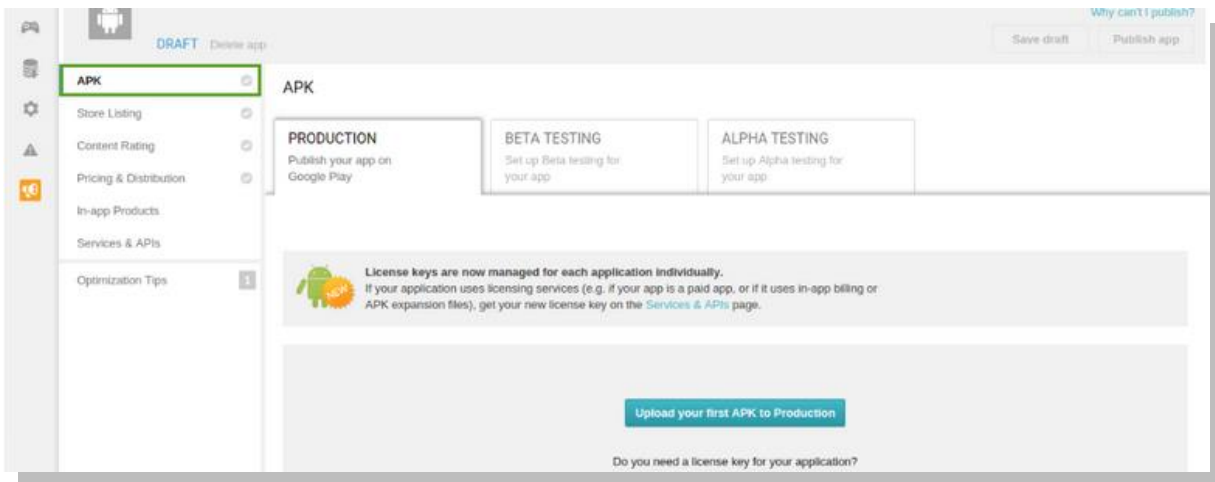 Why can't I publish?
DRAFT Delete app
Save draft Publish app
APK
Store Listing
Content Rating
Pricing & Distribution
In-app Products
Services & APIs
Optimization Tips 1
APK
PRODUCTION
Publish your app on
Google Play
BETA TESTING
Set up Beta testing for
your app
ALPHA TESTING
Set up Alpha testing for
your app
NEW
License keys are now managed for each application individually.
If your application uses licensing services (e.g. if your app is a paid app, or if it uses in-app billing or
APK expansion files), get your new license key on the Services & APIs page.
Upload your first APK to Production
Do you need a license key for your application?